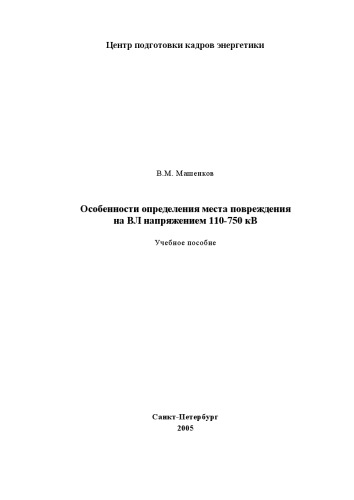 Центр подготовки кадров энергетики
В.М. Машенков
Особенности определения места повреждения
на ВЛ напряжением 110-750 кВ
Учебное пособие
Санкт-Петербург
2005